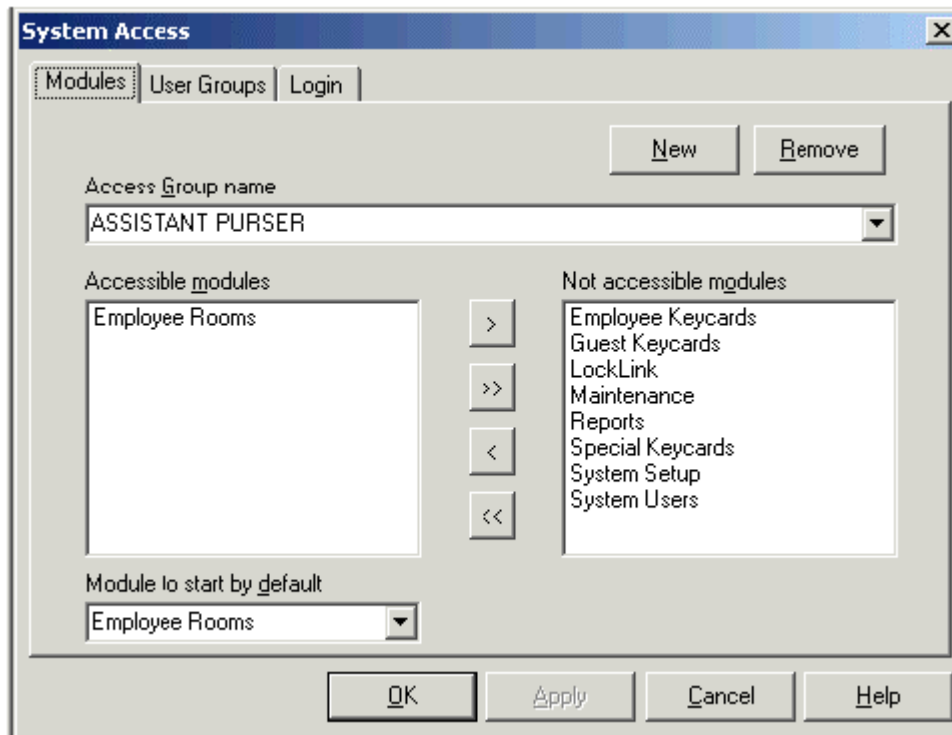 System Access
Modules User Groups Login
New Remove
Access Group name
ASSISTANT PURSER
Accessible modules
Employee Rooms
>
>>
<
<<
Not accessible modules
Employee Keycards
Guest Keycards
LockLink
Maintenance
Reports
Special Keycards
System Setup
System Users
Module to start by default
Employee Rooms
OK Apply Cancel Help